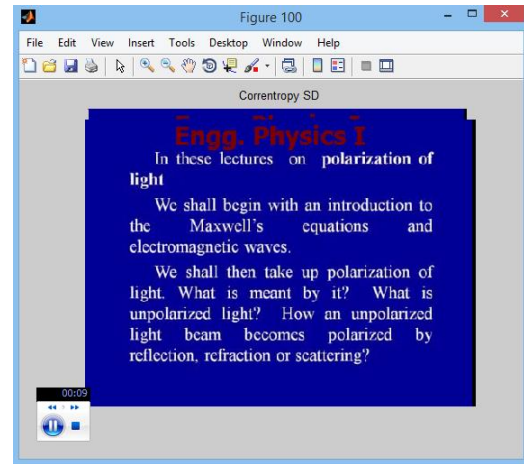 Figure 100
File Edit View Insert Tools Desktop Window Help
Correntropy SD
Engg. Physics I
In these lectures on polarization of
light
We shall begin with an introduction to
the Maxwell's equations and
electromagnetic waves.
We shall then take up polarization of
light. What is meant by it? What is
unpolarized light? How an unpolarized
light beam becomes polarized by
reflection, refraction or scattering?
00:09